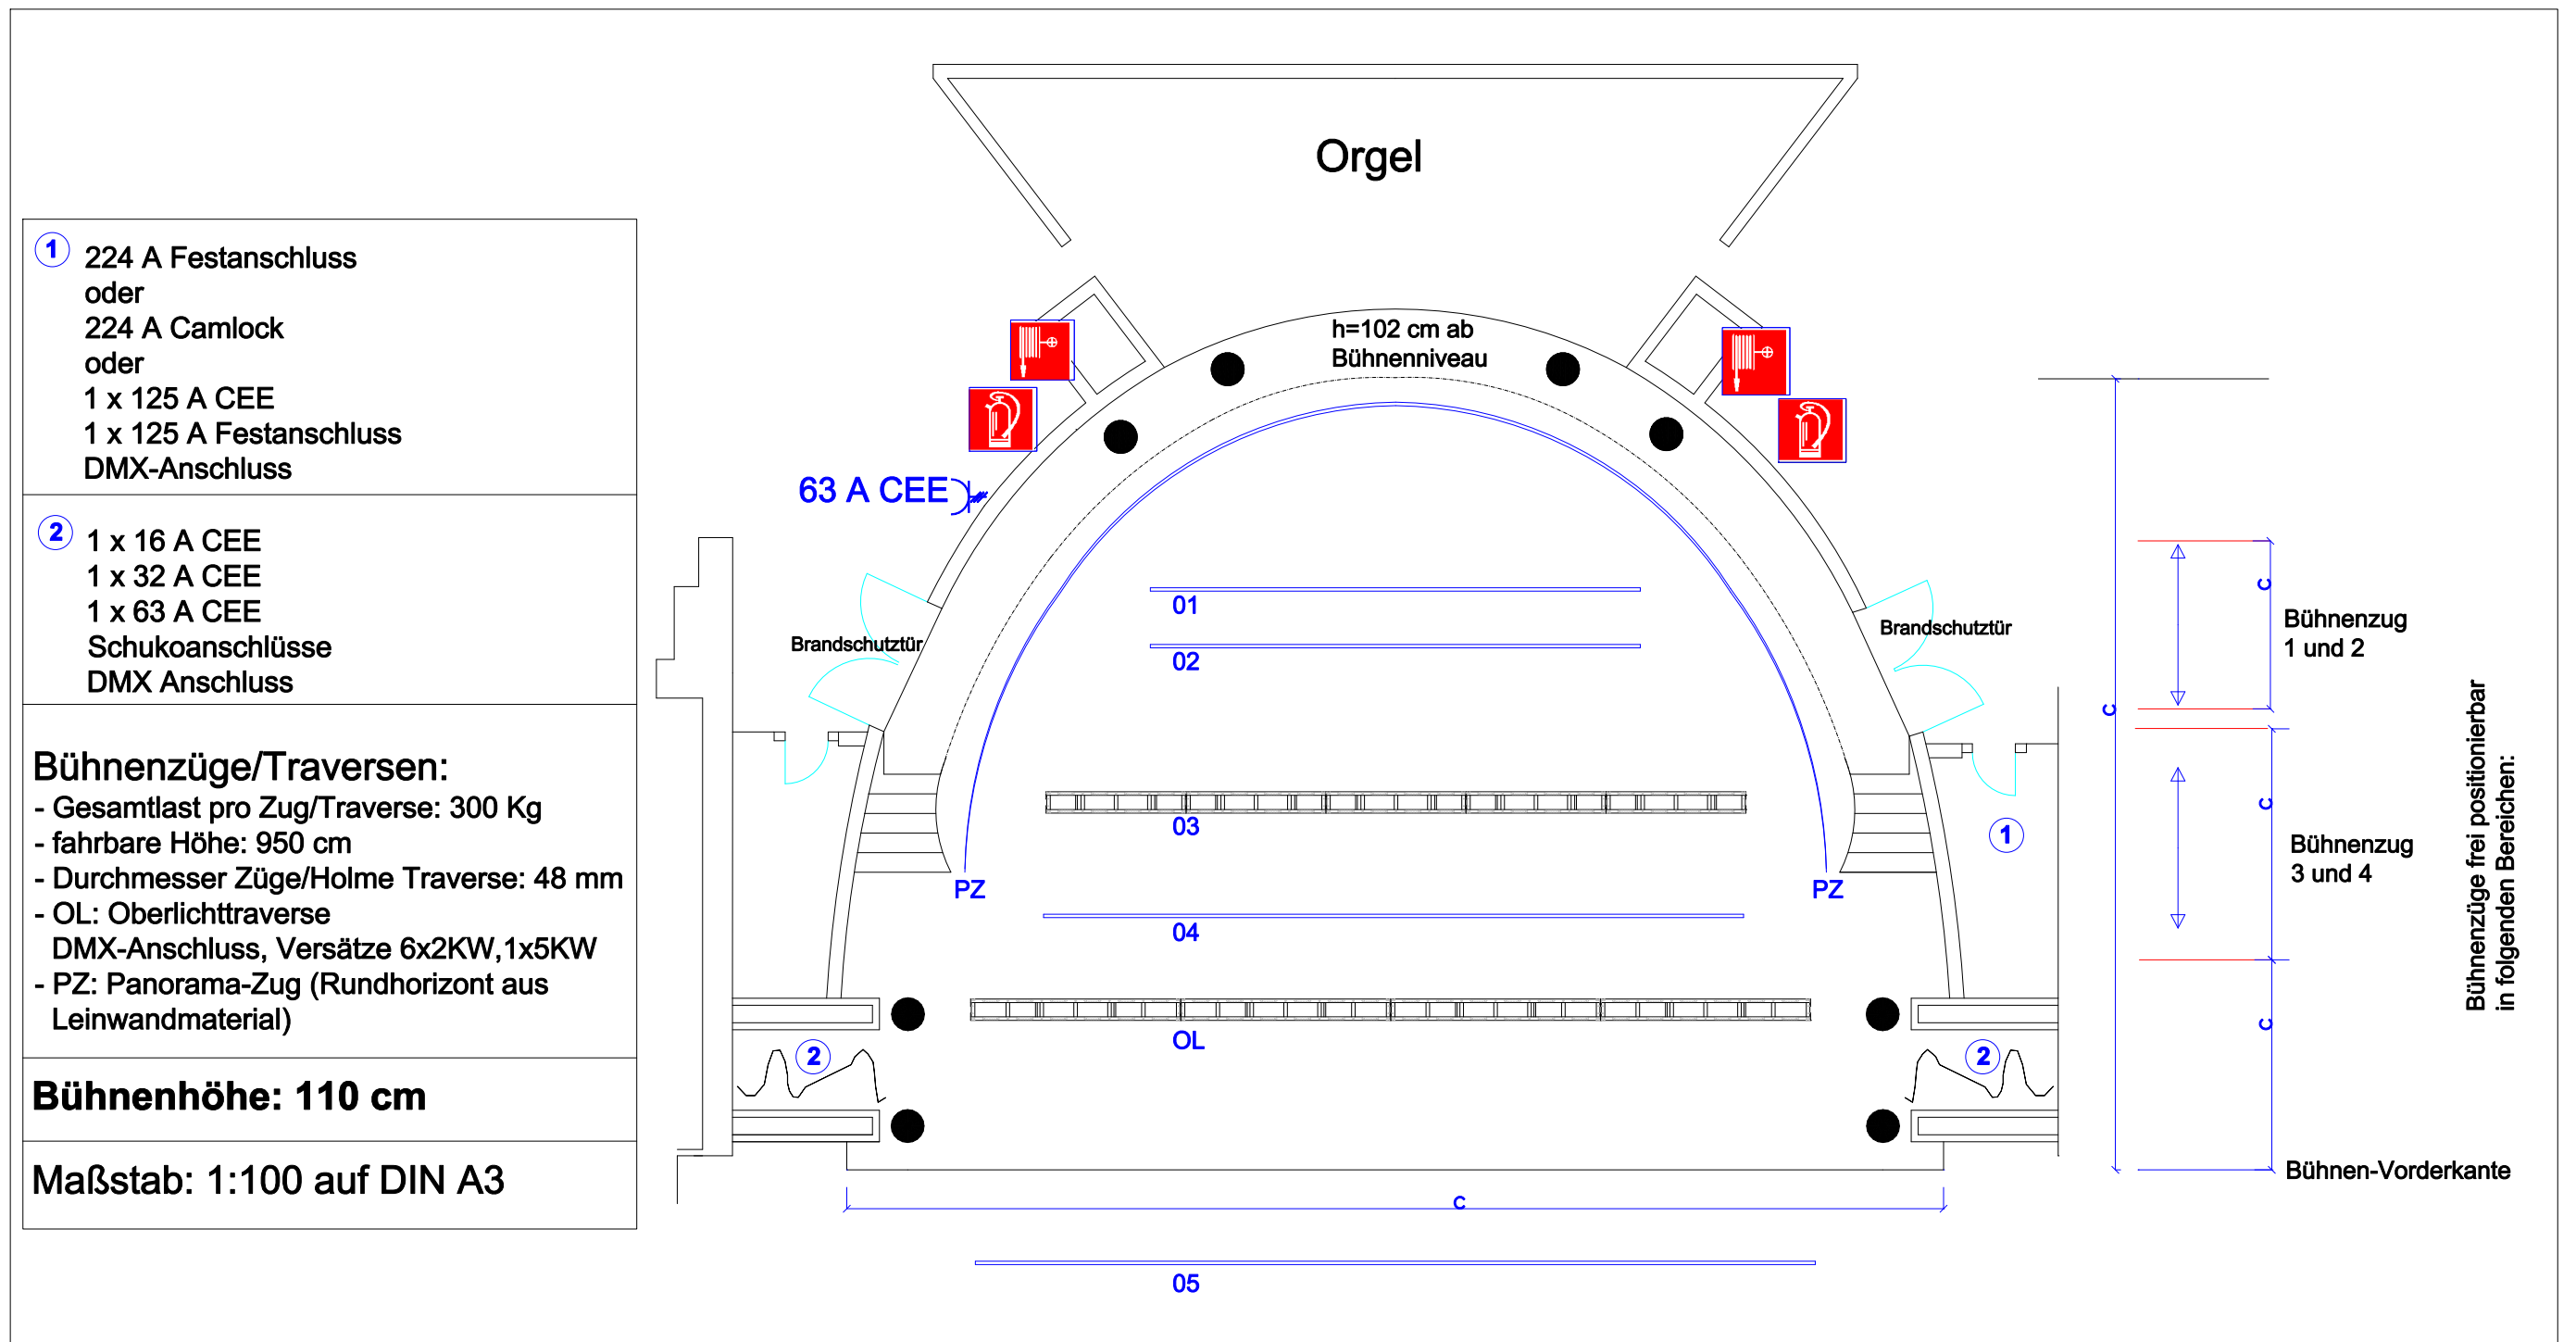 Orgel
1
224 A Festanschluss
oder
224 A Camlock
oder
1 x 125 A CEE
1 x 125 A Festanschluss
DMX-Anschluss
2
1 x 16 A CEE
1 x 32 A CEE
1 x 63 A CEE
Schukoanschlüsse
DMX Anschluss
Bühnenzüge/Traversen:
- Gesamtlast pro Zug/Traverse: 300 Kg
- fahrbare Höhe: 950 cm
- Durchmesser Züge/Holme Traverse: 48 mm
- OL: Oberlichttraverse
DMX-Anschluss, Versätze 6x2KW,1x5KW
- PZ: Panorama-Zug (Rundhorizont aus
Leinwandmaterial)
Bühnenhöhe: 110 cm
Maßstab: 1:100 auf DIN A3
h=102 cm ab
Bühnenniveau
63 A CEE
Brandschutztür
Brandschutztür
01
02
03
PZ
PZ
04
OL
05
1
2
2
c
c
c
c
c
Bühnenzug
1 und 2
Bühnenzug
3 und 4
Bühnen-Vorderkante
Bühnenzüge frei positionierbar
in folgenden Bereichen: